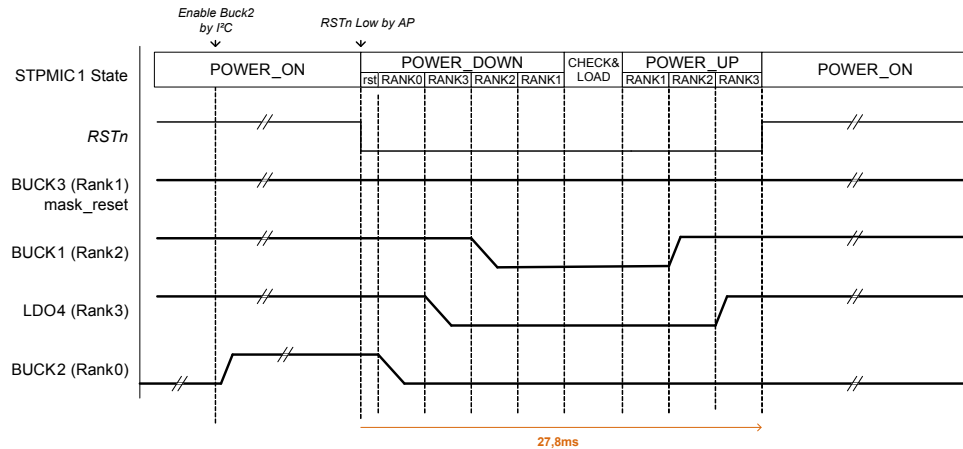 Enable Buck2
by I²C
RSTn Low by AP
STPMIC1 State
POWER_ON
POWER_DOWN
rst RANK0 RANK3 RANK2 RANK1
CHECK&
LOAD
POWER_UP
RANK1 RANK2 RANK3
POWER_ON
RSTn
BUCK3 (Rank1)
mask_reset
BUCK1 (Rank2)
LDO4 (Rank3)
BUCK2 (Rank0)
27,8ms